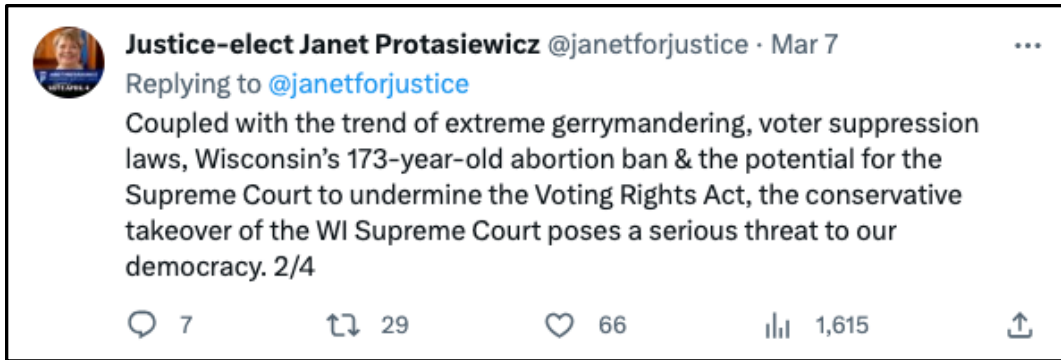 Justice-elect Janet Protasiewicz @janetforjustice · Mar 7
Replying to @janetforjustice
Coupled with the trend of extreme gerrymandering, voter suppression
laws, Wisconsin's 173-year-old abortion ban & the potential for the
Supreme Court to undermine the Voting Rights Act, the conservative
takeover of the WI Supreme Court poses a serious threat to our
democracy. 2/4
7 29 66 1,615